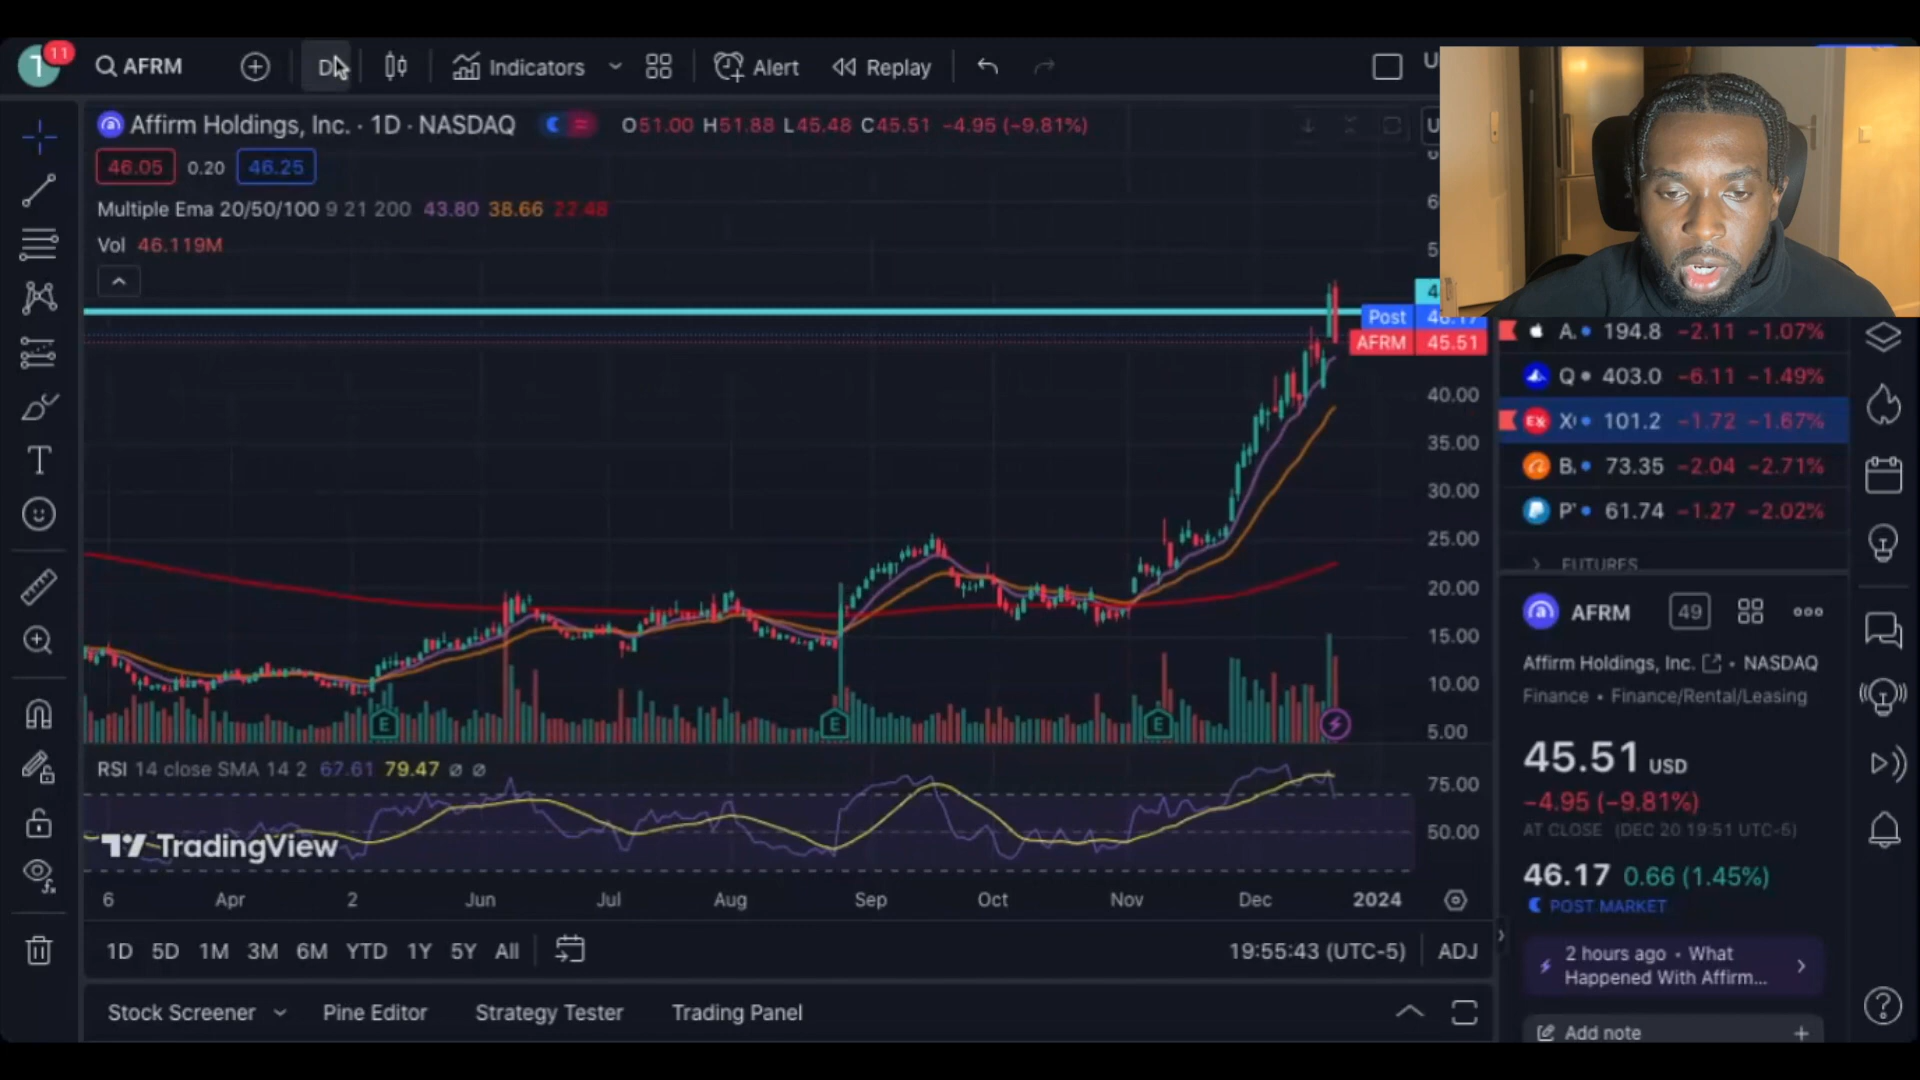 11
1
AFRM
D
Indicators
Alert
Replay
U
Affirm Holdings, Inc. · 1D · NASDAQ
O51.00 H51.88 L45.48 C45.51 −4.95 (−9.81%)
U
46.05 0.20 46.25
Multiple Ema 20/50/100 9 21 200 43.80 38.66 22.48
Vol 46.119M
Post 46.17
AFRM 45.51
40.00
35.00
30.00
25.00
20.00
15.00
10.00
5.00
E E E
RSI 14 close SMA 14 2 67.61 79.47 ø ø
75.00
50.00
TradingView
6 Apr 2 Jun Jul Aug Sep Oct Nov Dec 2024
1D 5D 1M 3M 6M YTD 1Y 5Y All
19:55:43 (UTC-5) ADJ
Stock Screener Pine Editor Strategy Tester Trading Panel
A. 194.8 −2.11 −1.07%
Q 403.0 −6.11 −1.49%
EX 101.2 −1.72 −1.67%
B. 73.35 −2.04 −2.71%
P 61.74 −1.27 −2.02%
FUTURES
AFRM 49
Affirm Holdings, Inc. • NASDAQ
Finance • Finance/Rental/Leasing
45.51 USD
−4.95 (−9.81%)
AT CLOSE (DEC 20 19:51 UTC-5)
46.17 0.66 (1.45%)
POST MARKET
2 hours ago • What
Happened With Affirm...
Add note